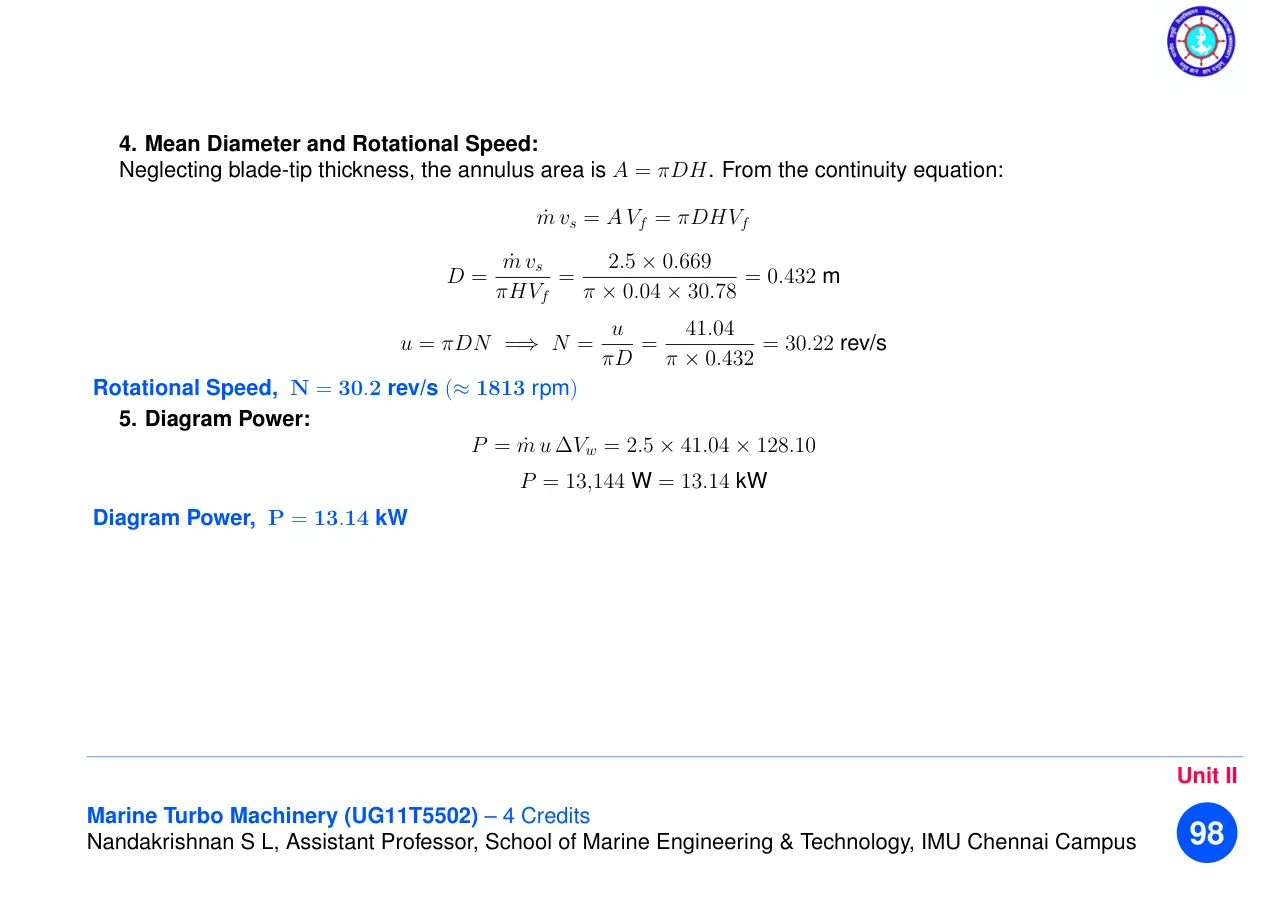 4. Mean Diameter and Rotational Speed:
Neglecting blade-tip thickness, the annulus area is A = πDH. From the continuity equation:
ṁ v_s = A V_f = πDHV_f
D = ṁ v_s / πHV_f = 2.5 × 0.669 / π × 0.04 × 30.78 = 0.432 m
u = πDN ⟹ N = u / πD = 41.04 / π × 0.432 = 30.22 rev/s
Rotational Speed, N = 30.2 rev/s (≈ 1813 rpm)
5. Diagram Power:
P = ṁ u ΔV_w = 2.5 × 41.04 × 128.10
P = 13,144 W = 13.14 kW
Diagram Power, P = 13.14 kW
Unit II
Marine Turbo Machinery (UG11T5502) – 4 Credits
Nandakrishnan S L, Assistant Professor, School of Marine Engineering & Technology, IMU Chennai Campus
98